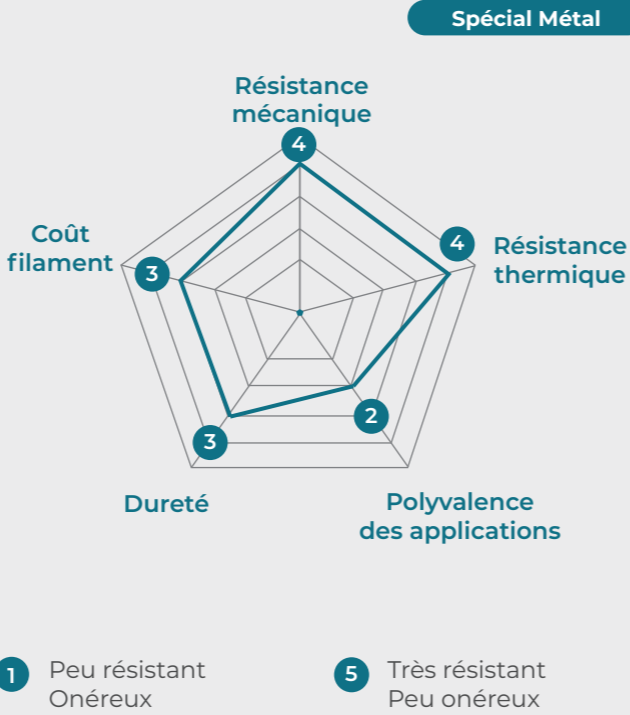 Spécial Métal
Résistance
mécanique
4
Coût
filament
3
4
Résistance
thermique
3
2
Dureté
Polyvalence
des applications
1
Peu résistant
Onéreux
5
Très résistant
Peu onéreux